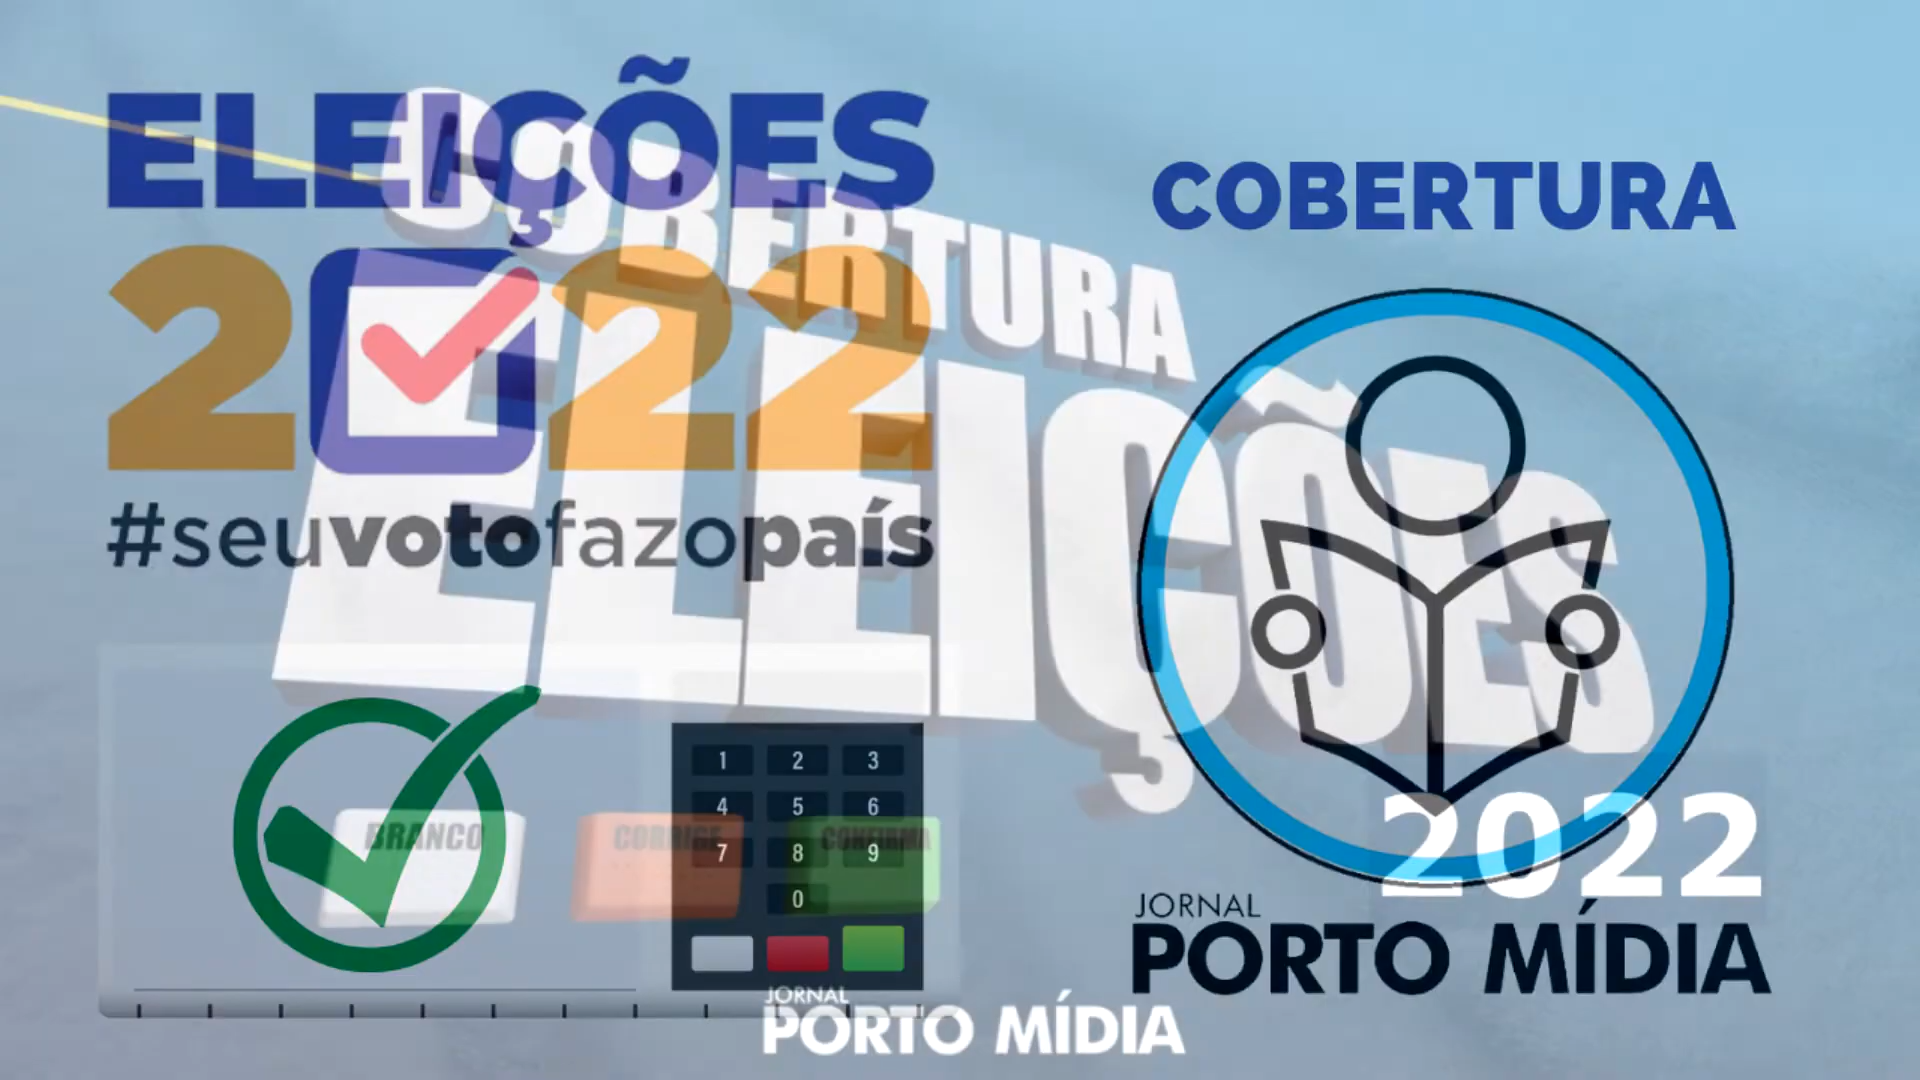 ELEIÇÕES
2022
#seuvotofazopaís
COBERTURA
COBERTURA
ELEIÇÕES
2022
BRANCO
CORRIGE
CONFIRMA
1 2 3
4 5 6
7 8 9
0
JORNAL
PORTO MÍDIA
JORNAL
PORTO MÍDIA